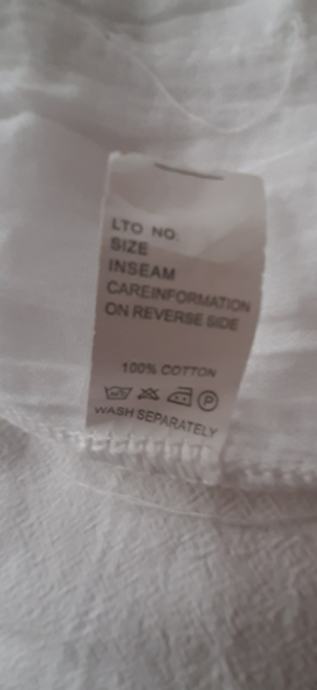 LTO NO:
SIZE
INSEAM
CAREINFORMATION
ON REVERSE SIDE
100% COTTON
P
WASH SEPARATELY